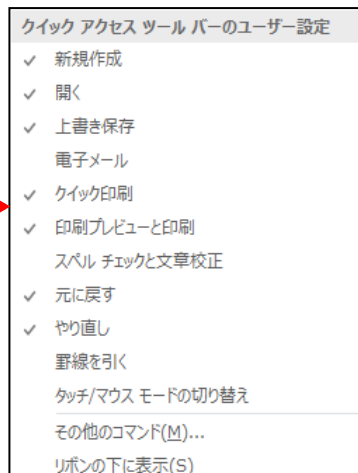 クイック アクセス ツール バーのユーザー設定
✓ 新規作成
✓ 開く
✓ 上書き保存
電子メール
✓ クイック印刷
✓ 印刷プレビューと印刷
スペル チェックと文章校正
✓ 元に戻す
✓ やり直し
罫線を引く
タッチ/マウス モードの切り替え
その他のコマンド(M)...
リボンの下に表示(S)